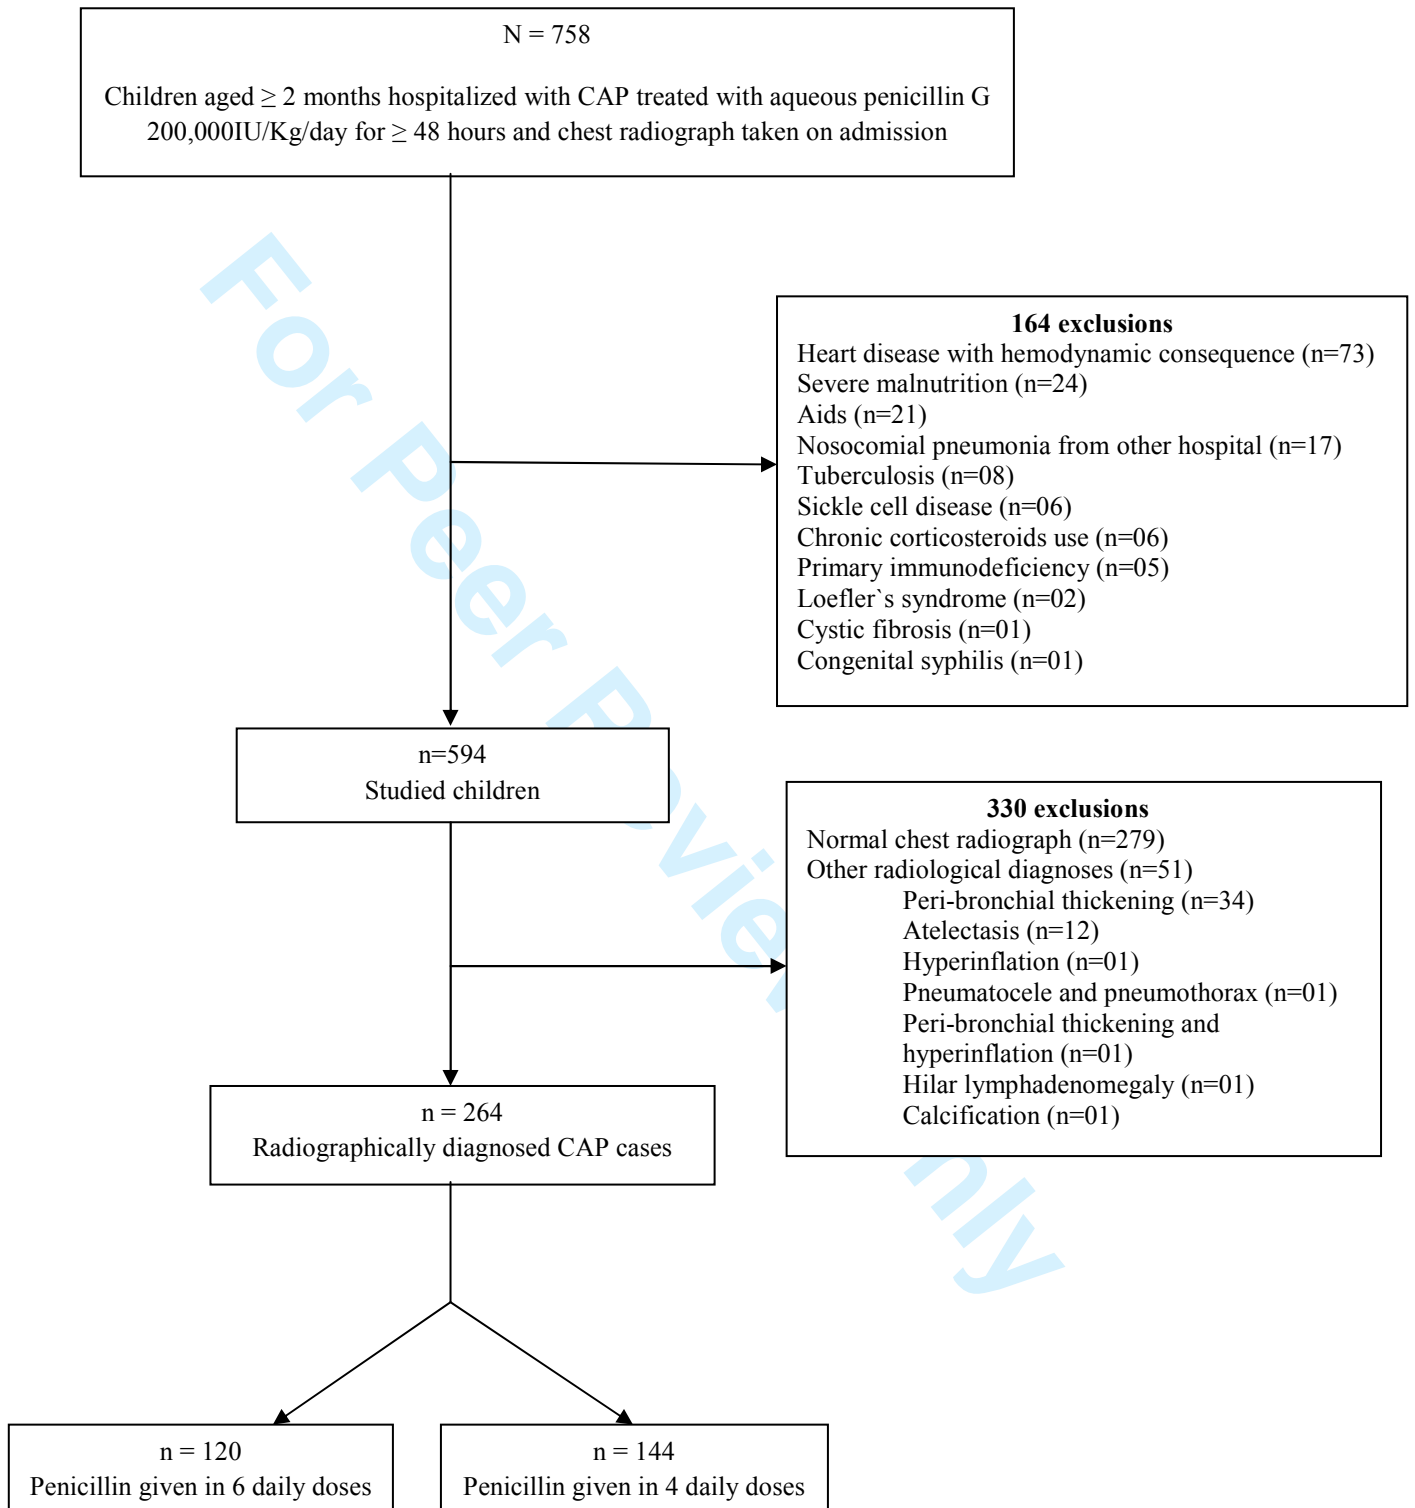 N = 758
Children aged ≥ 2 months hospitalized with CAP treated with aqueous penicillin G
200,000IU/Kg/day for ≥ 48 hours and chest radiograph taken on admission
164 exclusions
Heart disease with hemodynamic consequence (n=73)
Severe malnutrition (n=24)
Aids (n=21)
Nosocomial pneumonia from other hospital (n=17)
Tuberculosis (n=08)
Sickle cell disease (n=06)
Chronic corticosteroids use (n=06)
Primary immunodeficiency (n=05)
Loefler`s syndrome (n=02)
Cystic fibrosis (n=01)
Congenital syphilis (n=01)
n=594
Studied children
330 exclusions
Normal chest radiograph (n=279)
Other radiological diagnoses (n=51)
Peri-bronchial thickening (n=34)
Atelectasis (n=12)
Hyperinflation (n=01)
Pneumatocele and pneumothorax (n=01)
Peri-bronchial thickening and
hyperinflation (n=01)
Hilar lymphadenomegaly (n=01)
Calcification (n=01)
n = 264
Radiographically diagnosed CAP cases
n = 120
Penicillin given in 6 daily doses
n = 144
Penicillin given in 4 daily doses
For Peer Review Only